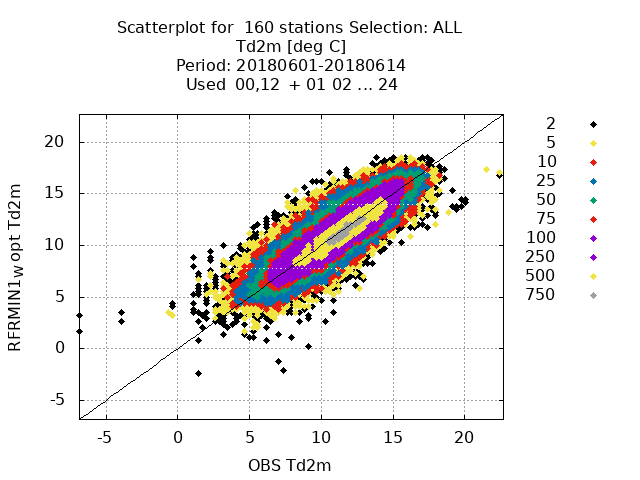 Scatterplot for  160 stations Selection: ALL
Td2m [deg C]
Period: 20180601-20180614
Used  00,12  + 01 02 ... 24
RFRMIN1w opt Td2m
20
15
10
5
0
-5
-5 0 5 10 15 20
OBS Td2m
2
5
10
25
50
75
100
250
500
750